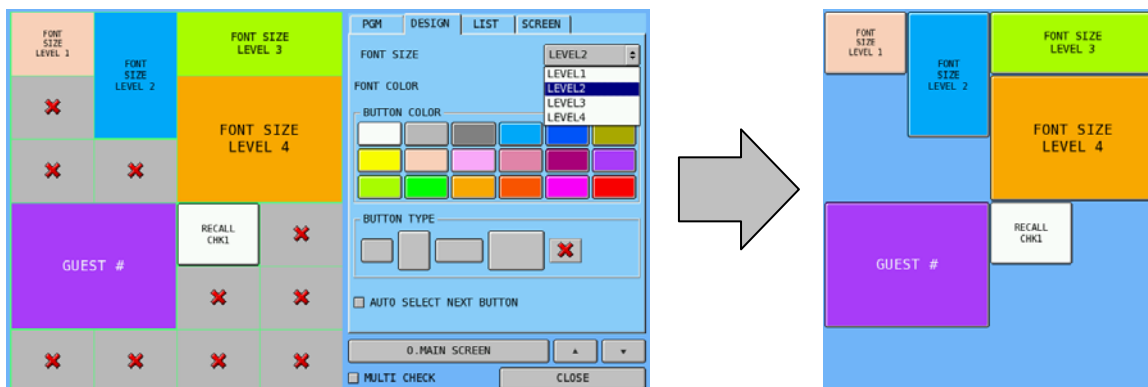 FONT
SIZE
LEVEL 1
FONT
SIZE
LEVEL 2
FONT SIZE
LEVEL 3
FONT SIZE
LEVEL 4
GUEST #
RECALL
CHK1
PGM DESIGN LIST SCREEN
FONT SIZE LEVEL2
LEVEL1
LEVEL2
LEVEL3
LEVEL4
FONT COLOR
BUTTON COLOR
BUTTON TYPE
AUTO SELECT NEXT BUTTON
0.MAIN SCREEN
MULTI CHECK CLOSE
FONT
SIZE
LEVEL 1
FONT
SIZE
LEVEL 2
FONT SIZE
LEVEL 3
FONT SIZE
LEVEL 4
GUEST #
RECALL
CHK1